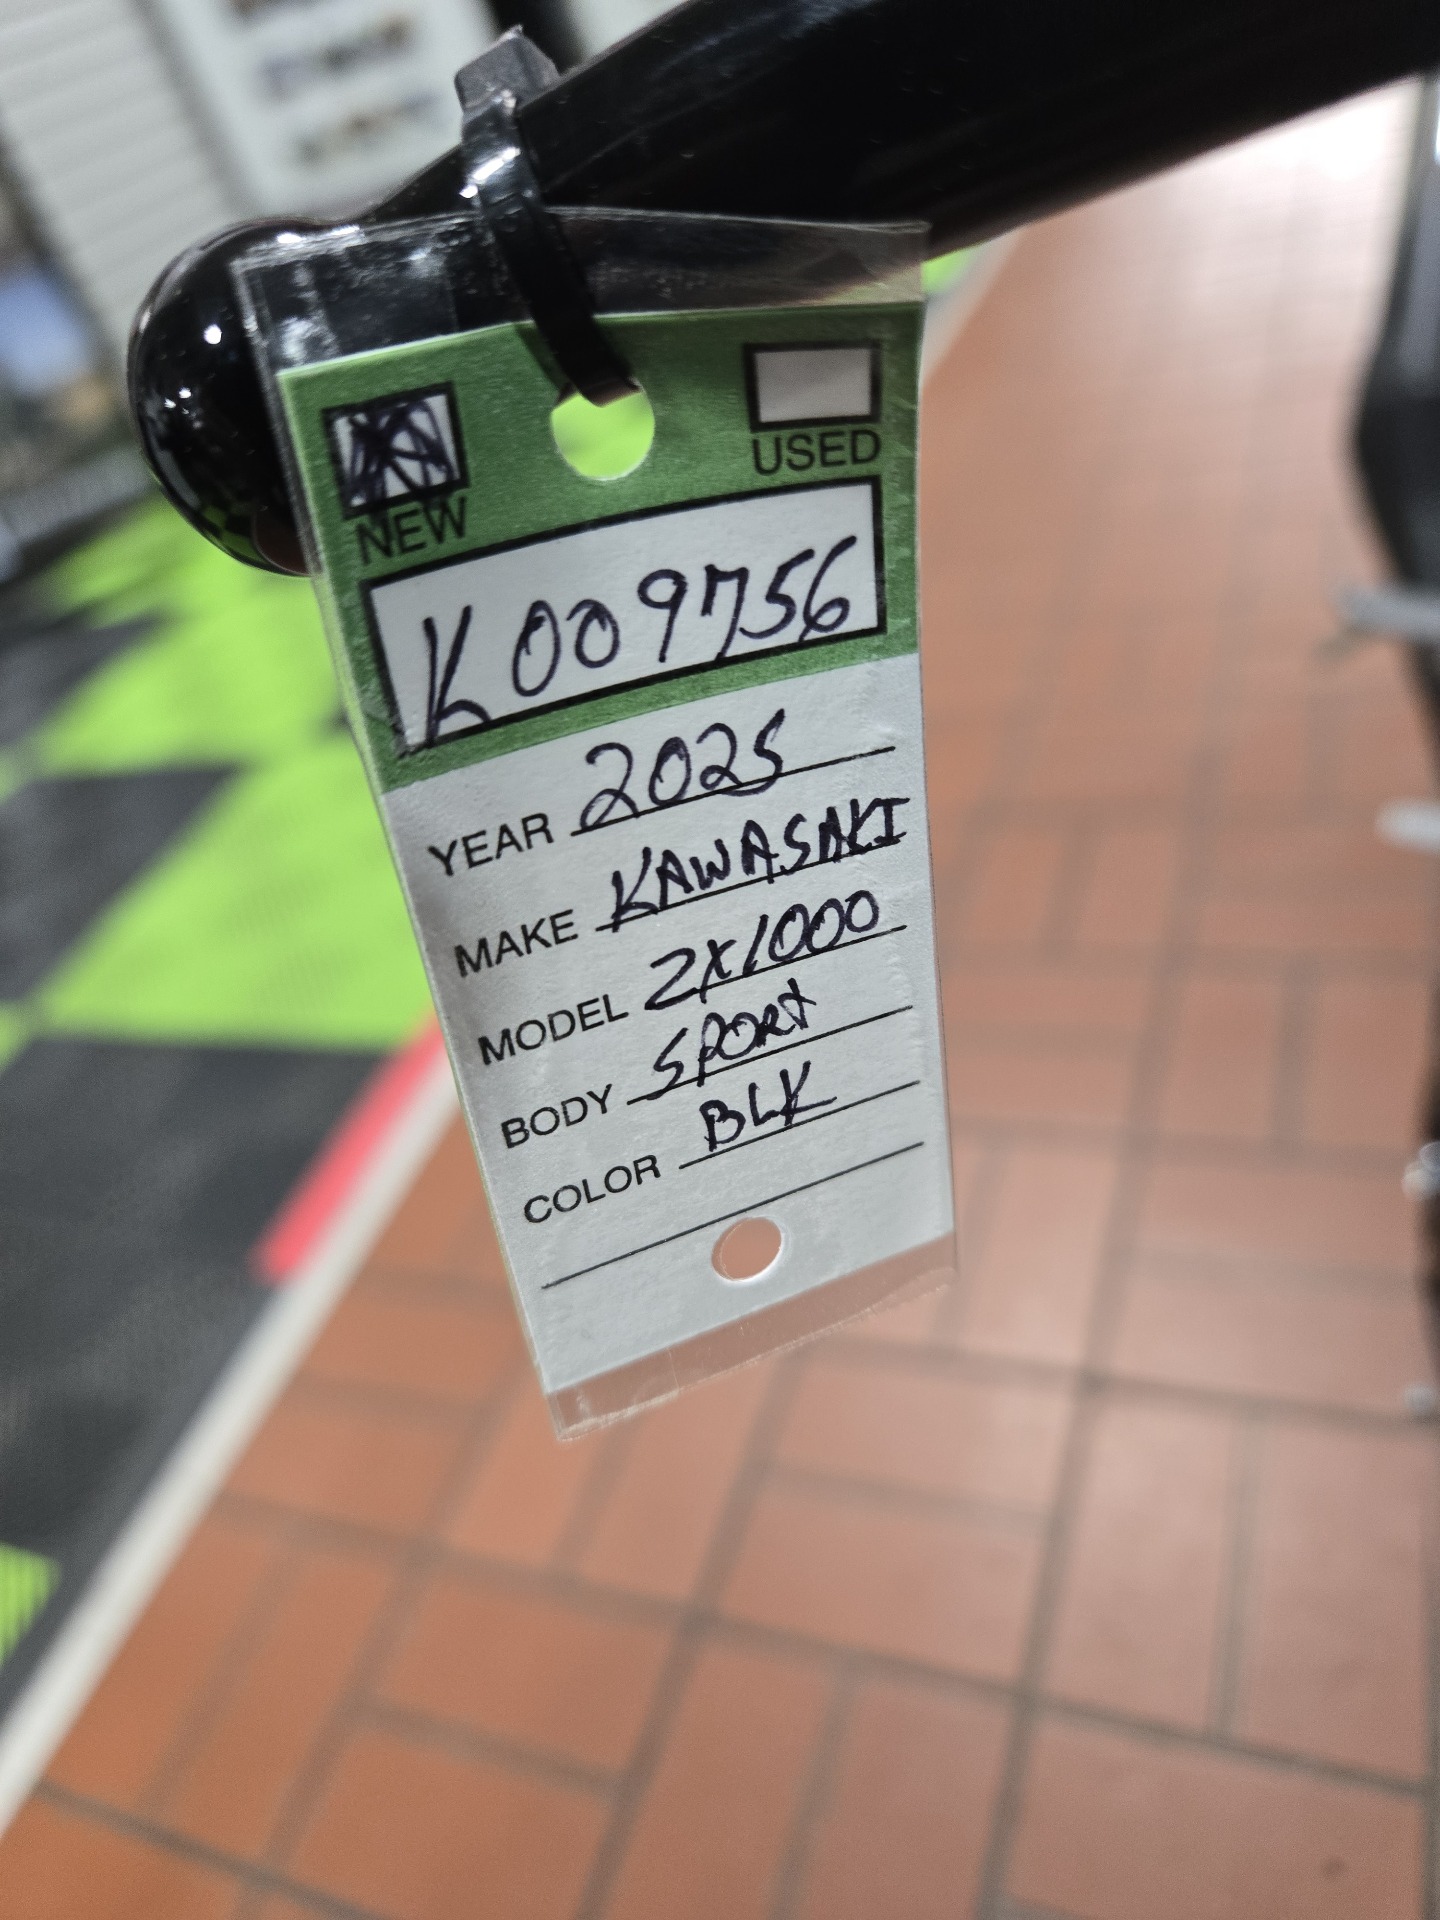 NEW
USED
K009756
YEAR 2025
MAKE KAWASAKI
MODEL ZX1000
BODY SPORT
COLOR BLK